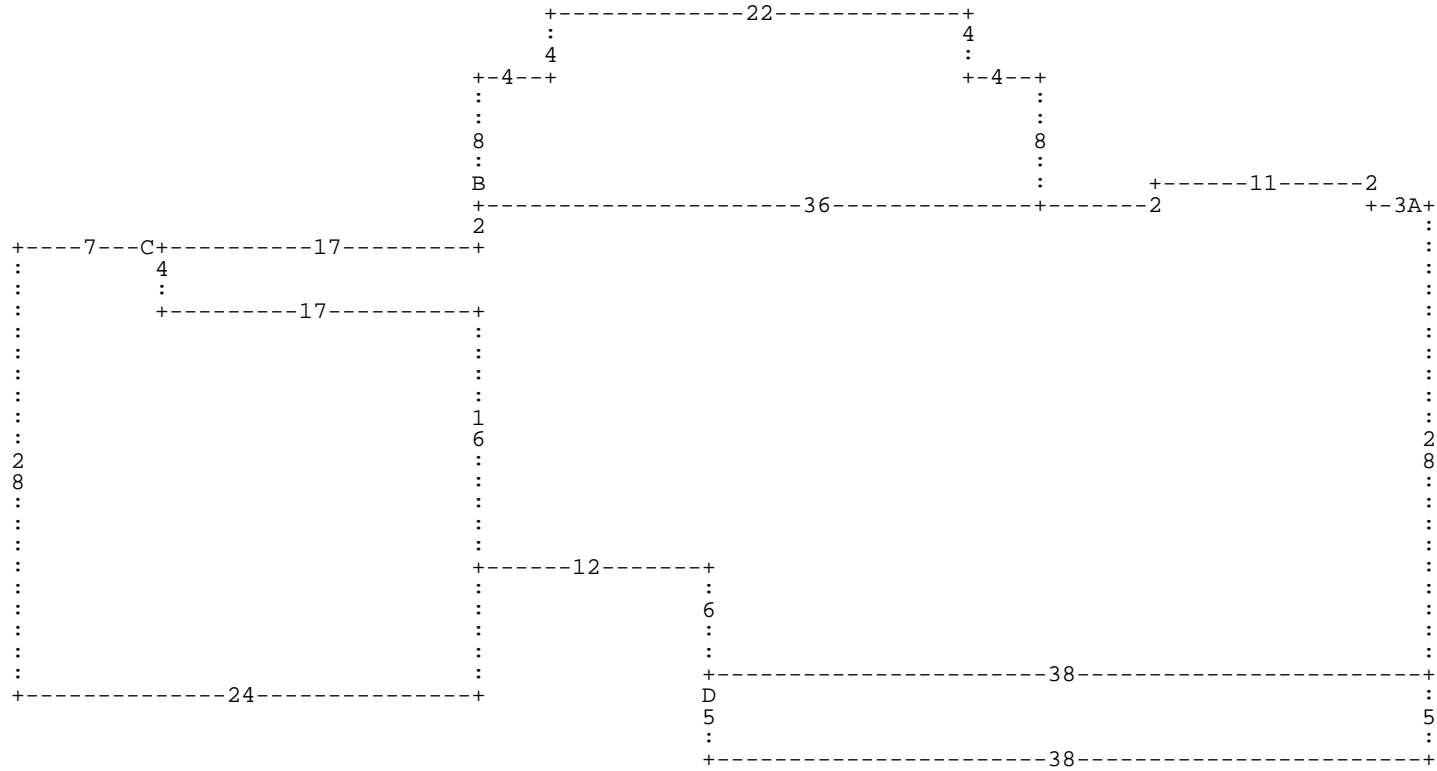 +-------------22--------------+
:                             4
4                             :
+-4--+                             +-4--+
:                                       :
:                                       :
8                                       8
:                                       :
B                                       :       +------11------2
+----------------------36---------------+-------2              +-3A+
2                                                                  :
+----7---C+----------17---------+                                                                  :
:         4                                                                                        :
:         :                                                                                        :
:         +---------17----------+                                                                  :
:                               :                                                                  :
:                               :                                                                  :
:                               :                                                                  :
:                               :                                                                  :
:                               1                                                                  :
:                               6                                                                  2
2                               :                                                                  8
8                               :                                                                  :
:                               :                                                                  :
:                               :                                                                  :
:                               :                                                                  :
:                               +------12-------+                                                  :
:                               :               :                                                  :
:                               :               6                                                  :
:                               :               :                                                  :
:                               :               :                                                  :
:                               :               +-----------------------38-------------------------+
+--------------24---------------+               D                                                  :
5                                                  5
:                                                  :
+-----------------------38-------------------------+